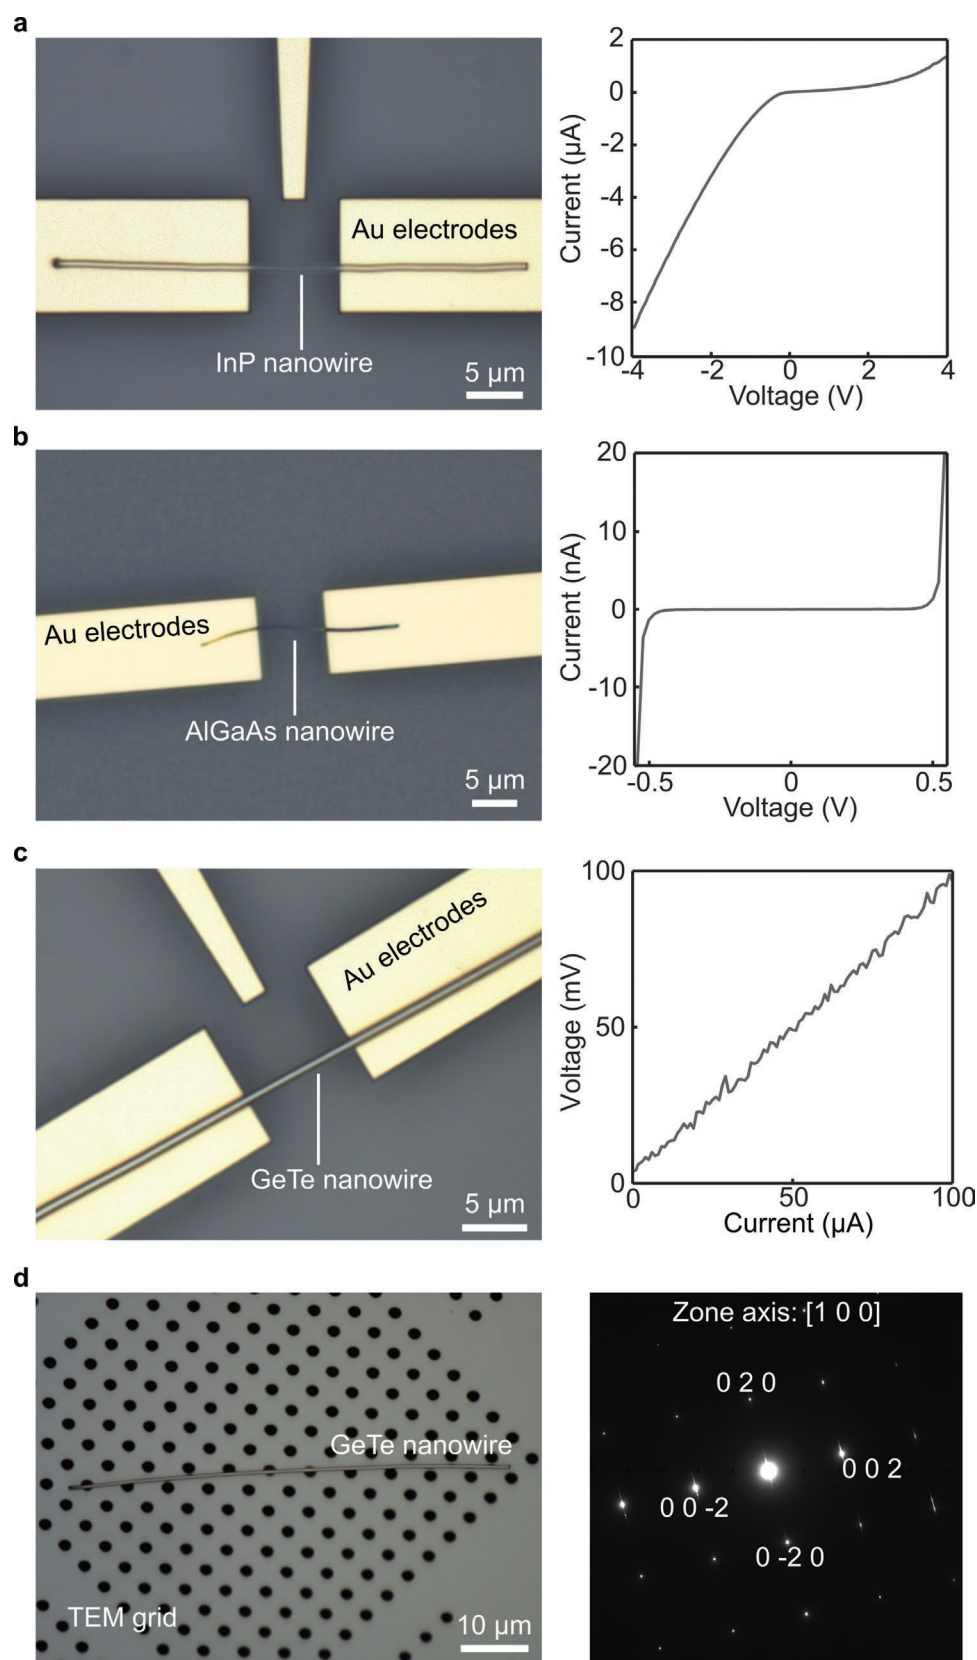 a
Au electrodes
InP nanowire
5 µm
2
0
-2
-4
-6
-8
-10
Current (µA)
-4
-2
0
2
4
Voltage (V)
b
Au electrodes
AlGaAs nanowire
5 µm
20
10
0
-10
-20
Current (nA)
-0.5
0
0.5
Voltage (V)
c
Au electrodes
GeTe nanowire
5 µm
100
50
0
Voltage (mV)
0
50
100
Current (µA)
d
GeTe nanowire
TEM grid
10 µm
Zone axis: [1 0 0]
0 2 0
0 0 2
0 0 -2
0 -2 0